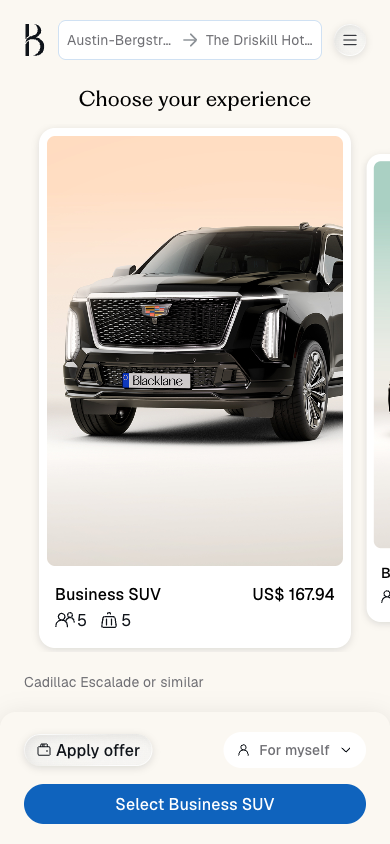 B
Austin-Bergstr... → The Driskill Hot...
Choose your experience
Blacklane
Business SUV US$ 167.94
5 5
B
Cadillac Escalade or similar
Apply offer For myself
Select Business SUV